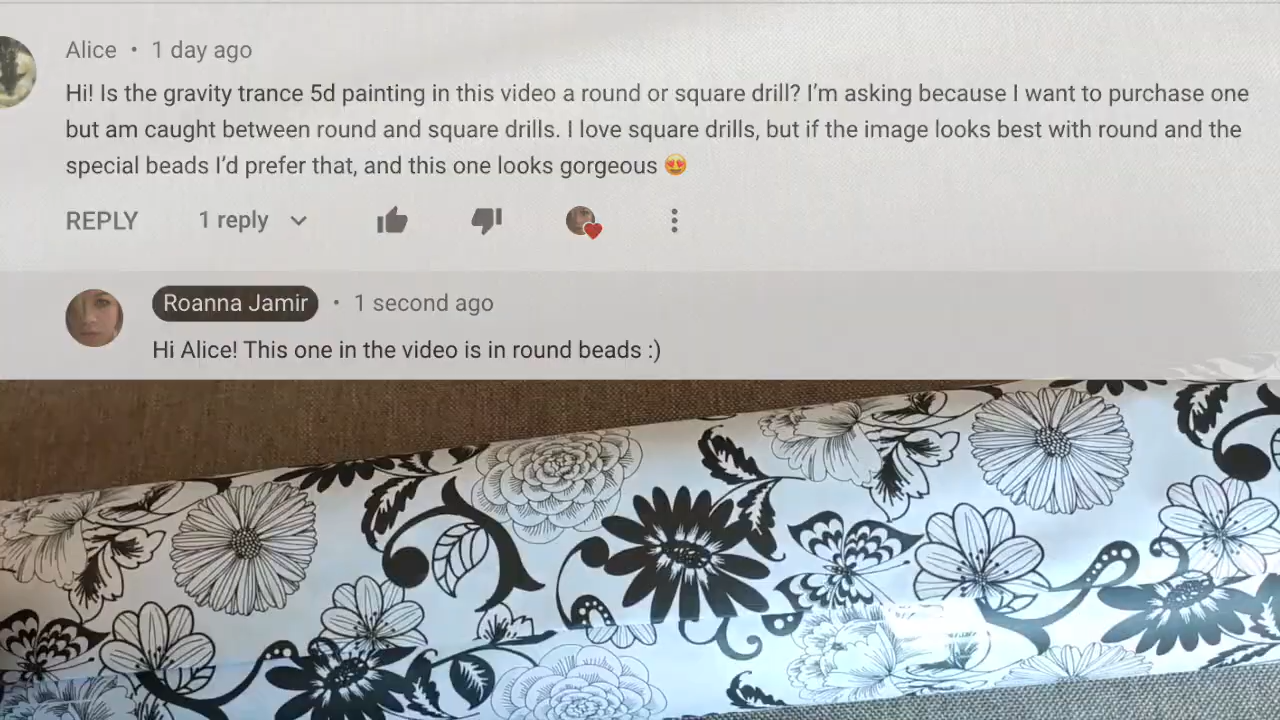 Alice • 1 day ago
Hi! Is the gravity trance 5d painting in this video a round or square drill? I'm asking because I want to purchase one
but am caught between round and square drills. I love square drills, but if the image looks best with round and the
special beads I'd prefer that, and this one looks gorgeous 😍
REPLY 1 reply
Roanna Jamir • 1 second ago
Hi Alice! This one in the video is in round beads :)